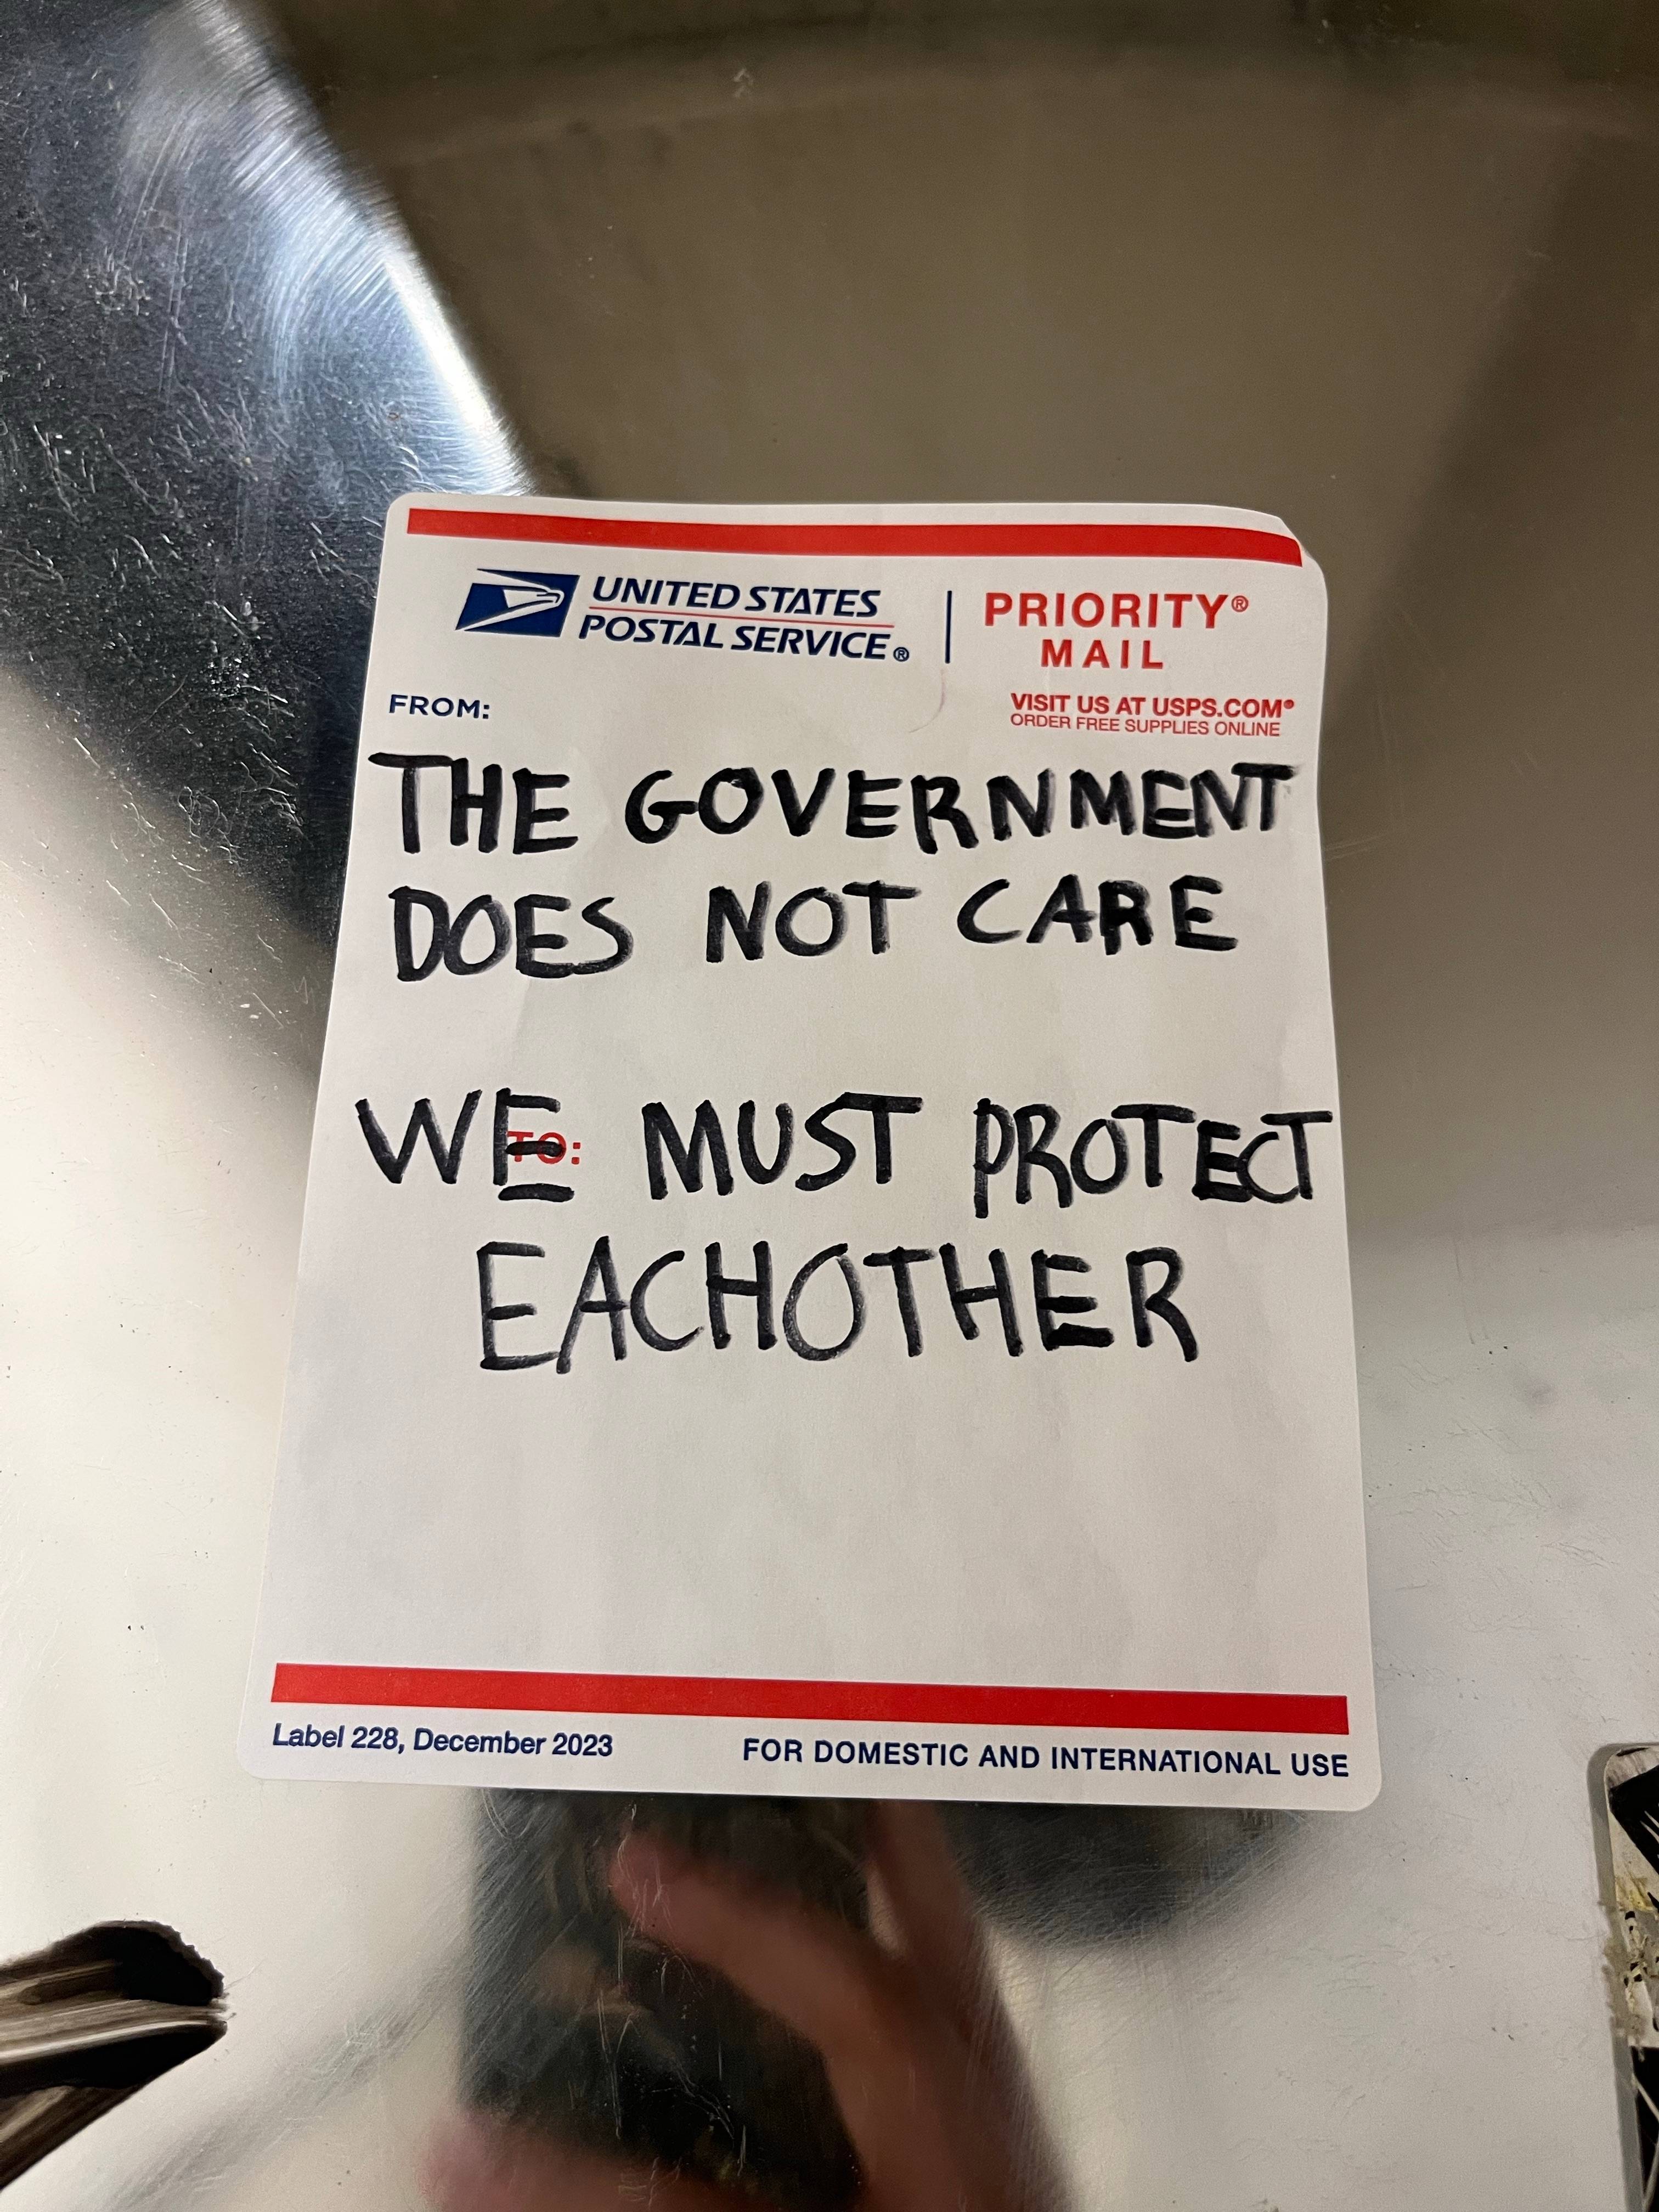 UNITED STATES
POSTAL SERVICE®
PRIORITY®
MAIL
FROM:
VISIT US AT USPS.COM®
ORDER FREE SUPPLIES ONLINE
THE GOVERNMENT
DOES NOT CARE
TO:
WE MUST PROTECT
EACHOTHER
Label 228, December 2023
FOR DOMESTIC AND INTERNATIONAL USE